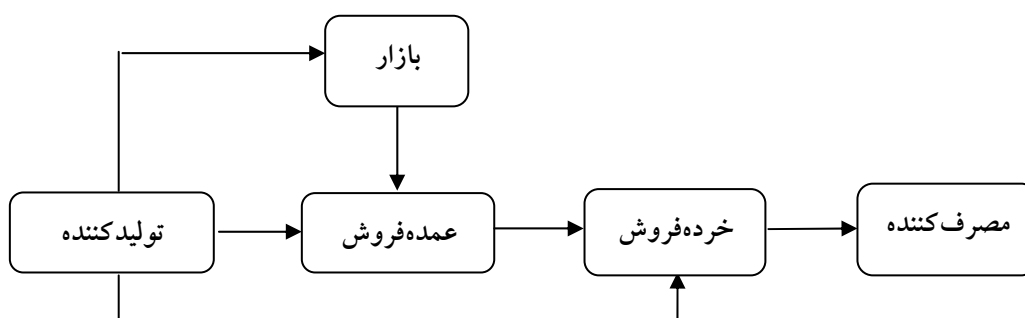 بازار
تولیدکننده
عمده‌فروش
خرده‌فروش
مصرف‌کننده